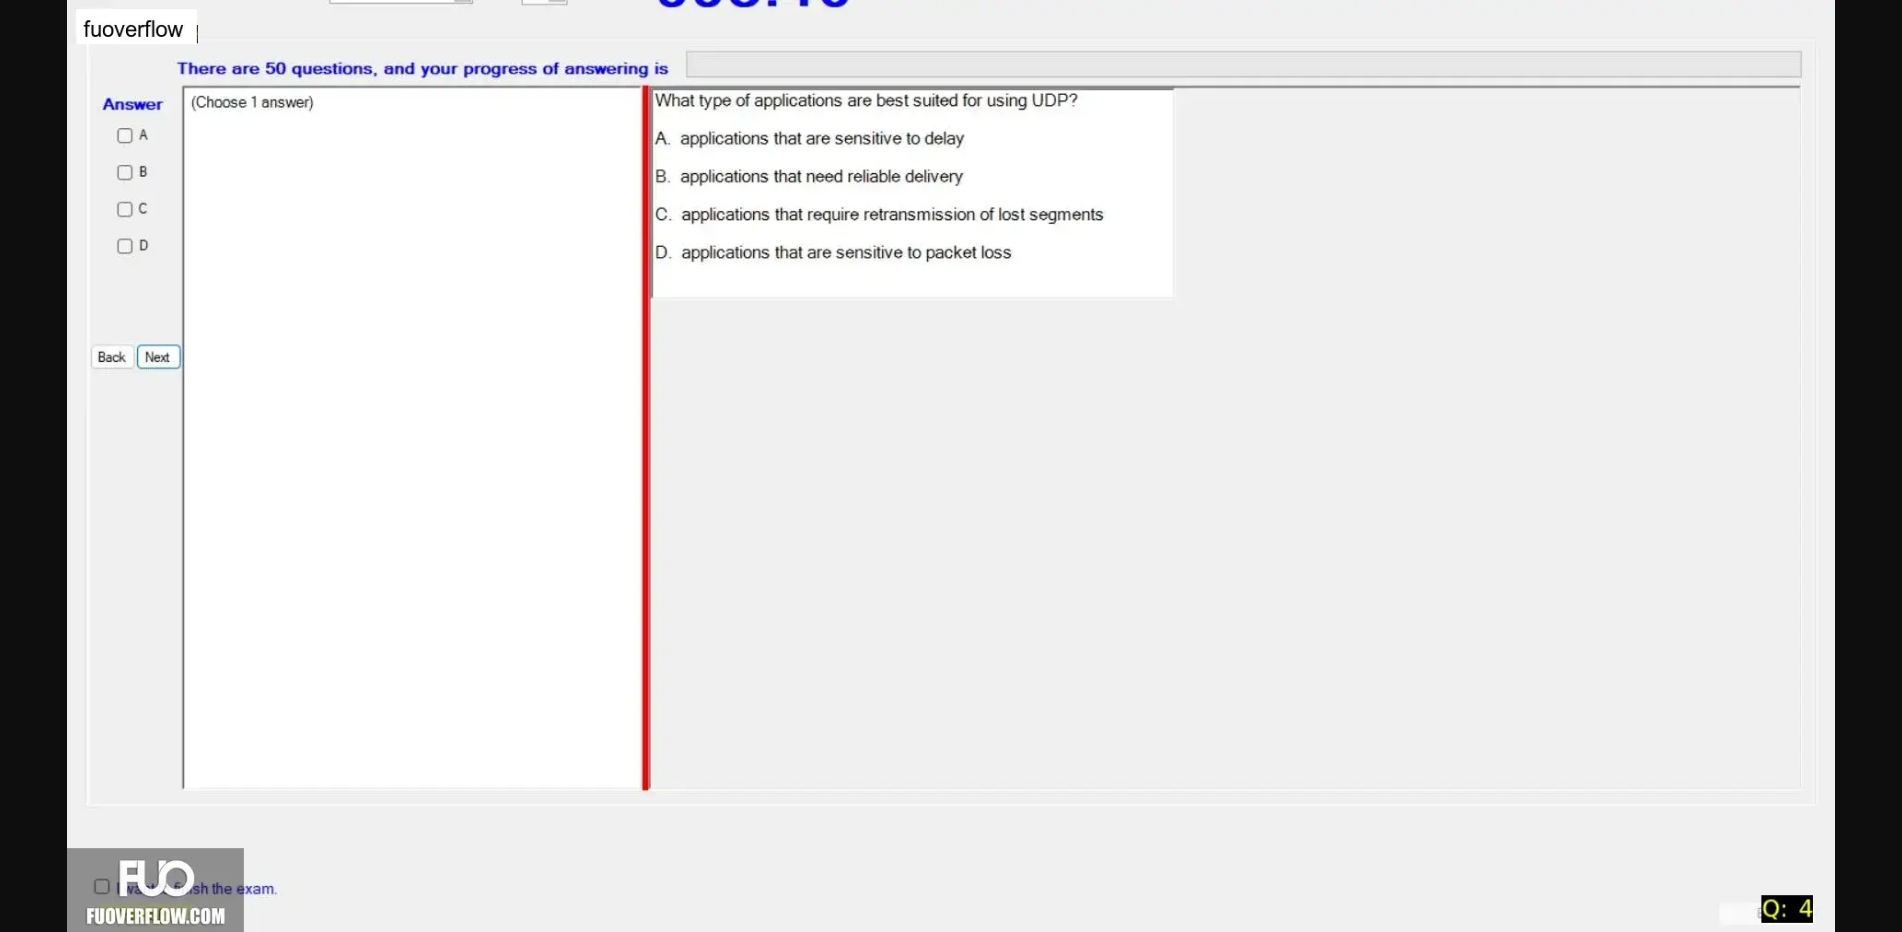 fuoverflow
There are 50 questions, and your progress of answering is
Answer
(Choose 1 answer)
A
B
C
D
Back
Next
What type of applications are best suited for using UDP?
A. applications that are sensitive to delay
B. applications that need reliable delivery
C. applications that require retransmission of lost segments
D. applications that are sensitive to packet loss
FUO
the exam.
FUOVERFLOW.COM
Q: 4